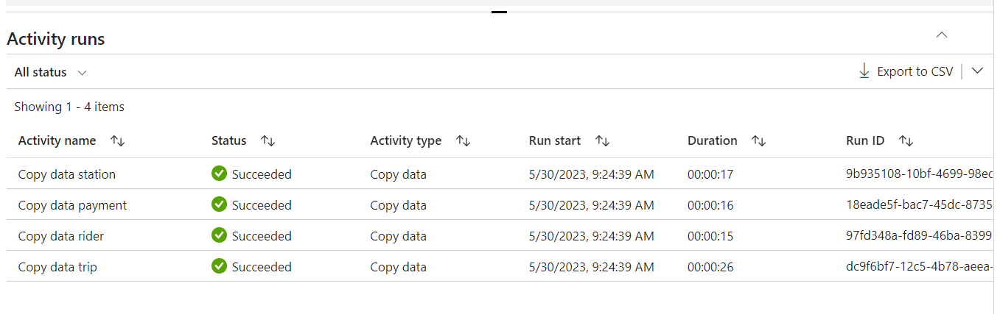 Activity runs
All status
Export to CSV
Showing 1 - 4 items
Activity name Status Activity type Run start Duration Run ID
Copy data station Succeeded Copy data 5/30/2023, 9:24:39 AM 00:00:17 9b935108-10bf-4699-98ec
Copy data payment Succeeded Copy data 5/30/2023, 9:24:39 AM 00:00:16 18eade5f-bac7-45dc-8735
Copy data rider Succeeded Copy data 5/30/2023, 9:24:39 AM 00:00:15 97fd348a-fd89-46ba-8399
Copy data trip Succeeded Copy data 5/30/2023, 9:24:39 AM 00:00:26 dc9f6bf7-12c5-4b78-aeea-